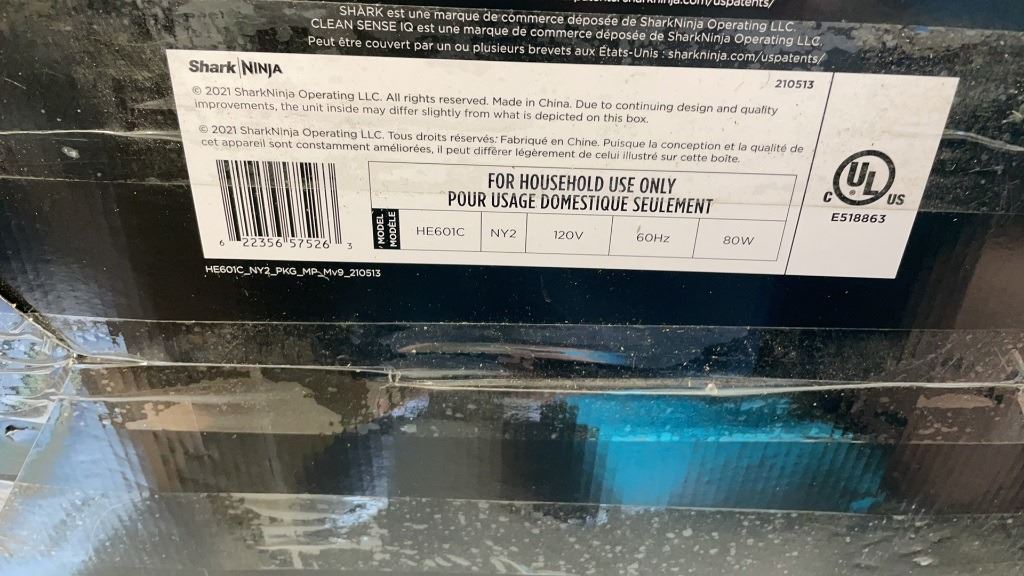 .com/uspatents/
SHARK est une marque de commerce déposée de SharkNinja Operating LLC.
CLEAN SENSE IQ est une marque de commerce déposée de SharkNinja Operating LLC.
Peut être couvert par un ou plusieurs brevets aux États-Unis : sharkninja.com/uspatents/
Shark NINJA
210513
© 2021 SharkNinja Operating LLC. All rights reserved. Made in China. Due to continuing design and quality
improvements, the unit inside may differ slightly from what is depicted on this box.
© 2021 SharkNinja Operating LLC. Tous droits réservés. Fabriqué en Chine. Puisque la conception et la qualité de
cet appareil sont constamment améliorées, il peut différer légèrement de celui illustré sur cette boîte.
FOR HOUSEHOLD USE ONLY
POUR USAGE DOMESTIQUE SEULEMENT
MODEL
MODÈLE
HE601C NY2 120V 60Hz 80W
6 22356 57526 3
C UL US
®
E518863
HE601C_NY2_PKG_MP_Mv9_210513